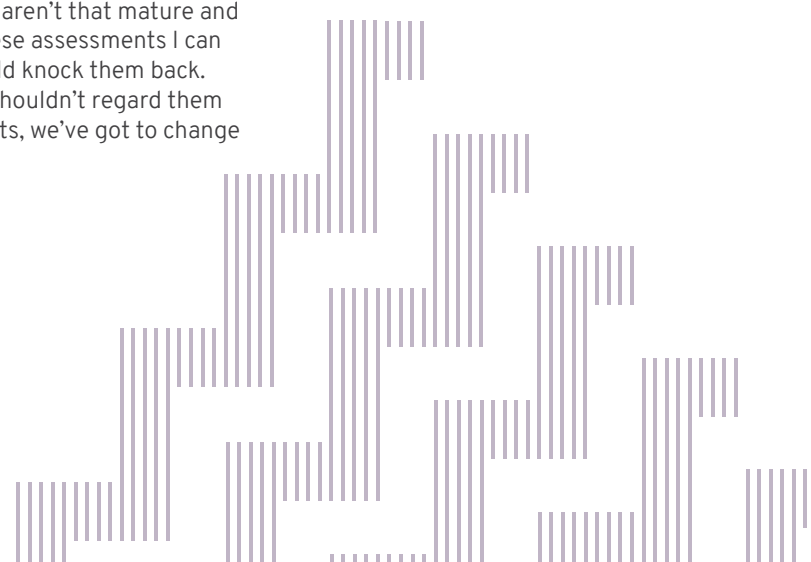 aren’t that mature and
se assessments I can
ld knock them back.
houldn’t regard them
ts, we’ve got to change